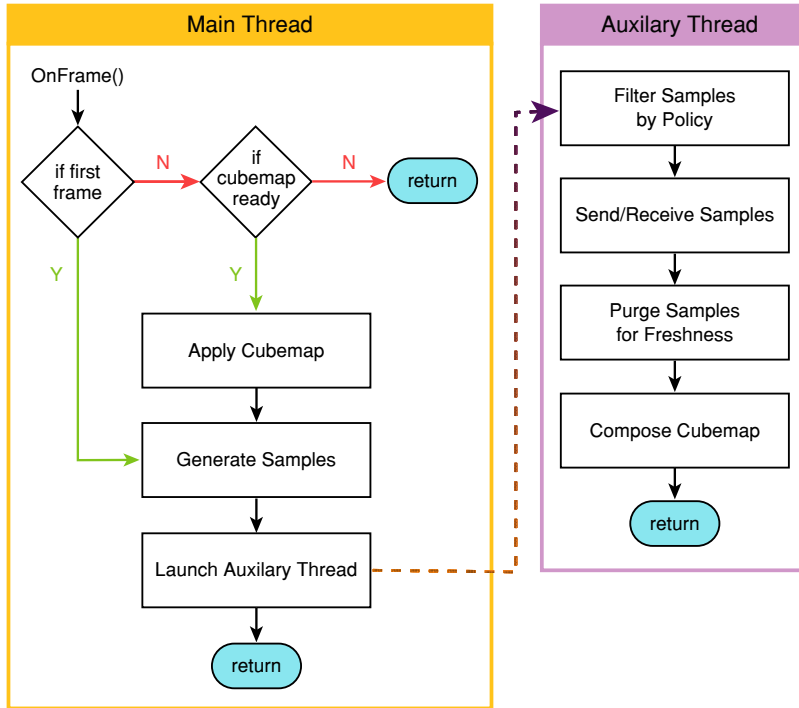 Main Thread
OnFrame()
if first
frame
N
if
cubemap
ready
N
return
Y
Y
Apply Cubemap
Generate Samples
Launch Auxilary Thread
return
Auxilary Thread
Filter Samples
by Policy
Send/Receive Samples
Purge Samples
for Freshness
Compose Cubemap
return